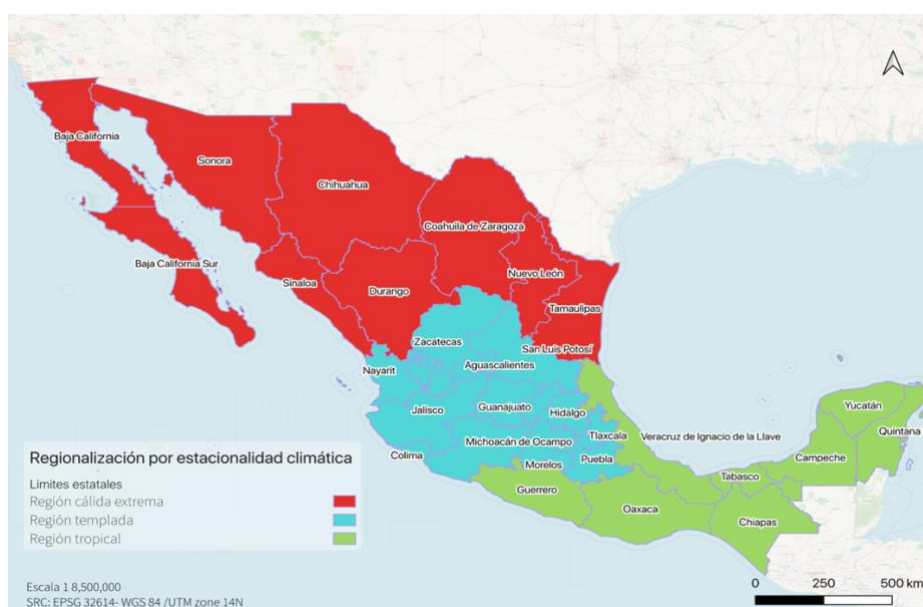 Baja California
Sonora
Chihuahua
Coahuila de Zaragoza
Baja California Sur
Nuevo León
Sinaloa
Durango
Tamaulipas
Zacatecas
San Luis Potosí
Nayarit
Aguascalientes
Yucatán
Jalisco
Guanajuato
Hidalgo
Quintana
Tlaxcala
Veracruz de Ignacio de la Llave
Michoacán de Ocampo
Colima
Puebla
Campeche
Morelos
Tabasco
Guerrero
Oaxaca
Chiapas
Regionalización por estacionalidad climática
Límites estatales
Región cálida extrema
Región templada
Región tropical
Escala 1 8,500,000
SRC: EPSG 32614- WGS 84 /UTM zone 14N
0 250 500 km